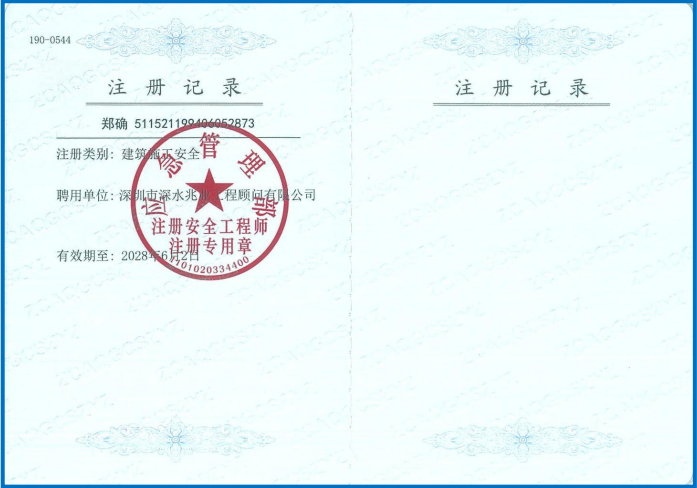 190-0544
注册记录
郑确 511521199406052873
注册类别: 建筑施工安全
聘用单位: 深圳市深水兆业工程顾问有限公司
有效期至: 2028年6月2日
应急管理部
注册安全工程师
注册专用章
1101020334400
注册记录